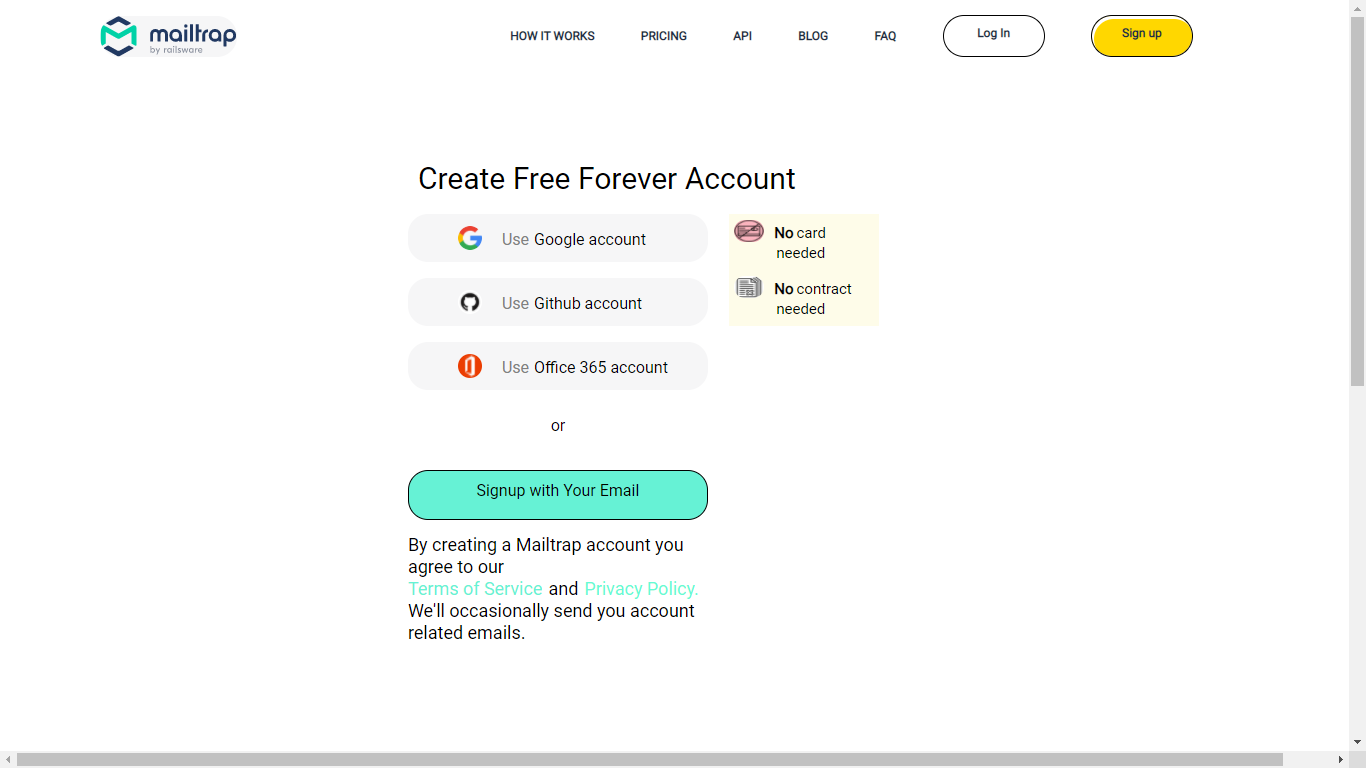 mailtrap
by railsware
HOW IT WORKS
PRICING
API
BLOG
FAQ
Log In
Sign up
Create Free Forever Account
Use Google account
Use Github account
Use Office 365 account
No card
needed
No contract
needed
or
Signup with Your Email
By creating a Mailtrap account you
agree to our
Terms of Service and Privacy Policy.
We'll occasionally send you account
related emails.